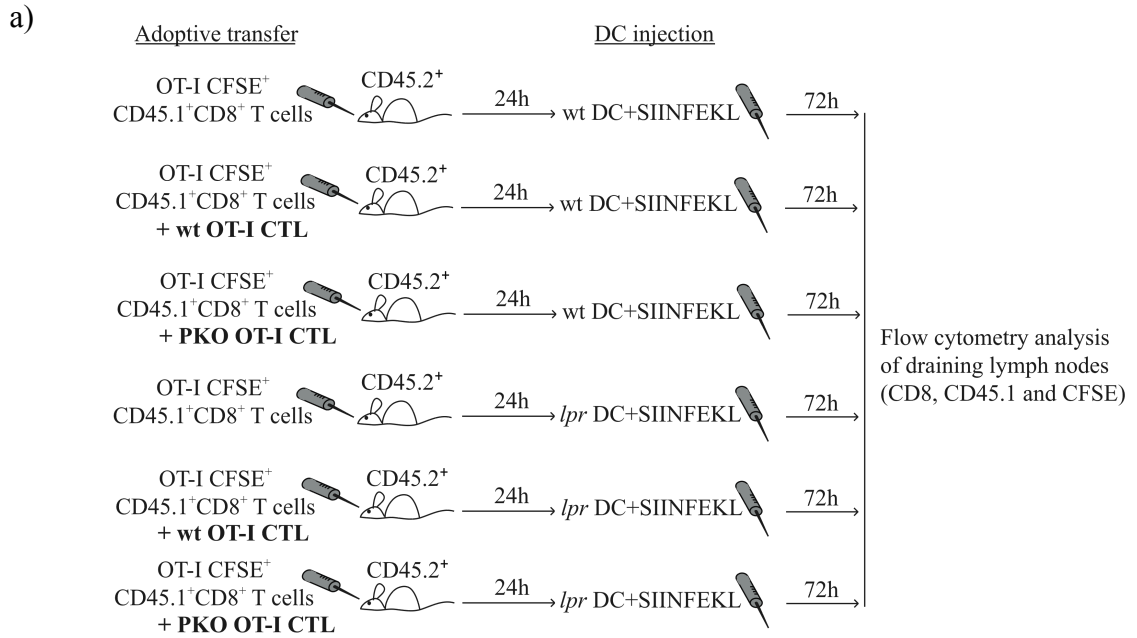 a)
Adoptive transfer
DC injection
OT-I CFSE⁺
CD45.1⁺CD8⁺ T cells
CD45.2⁺
24h
wt DC+SIINFEKL
72h
OT-I CFSE⁺
CD45.1⁺CD8⁺ T cells
+ wt OT-I CTL
CD45.2⁺
24h
wt DC+SIINFEKL
72h
OT-I CFSE⁺
CD45.1⁺CD8⁺ T cells
+ PKO OT-I CTL
CD45.2⁺
24h
wt DC+SIINFEKL
72h
OT-I CFSE⁺
CD45.1⁺CD8⁺ T cells
CD45.2⁺
24h
lpr DC+SIINFEKL
72h
OT-I CFSE⁺
CD45.1⁺CD8⁺ T cells
+ wt OT-I CTL
CD45.2⁺
24h
lpr DC+SIINFEKL
72h
OT-I CFSE⁺
CD45.1⁺CD8⁺ T cells
+ PKO OT-I CTL
CD45.2⁺
24h
lpr DC+SIINFEKL
72h
Flow cytometry analysis
of draining lymph nodes
(CD8, CD45.1 and CFSE)